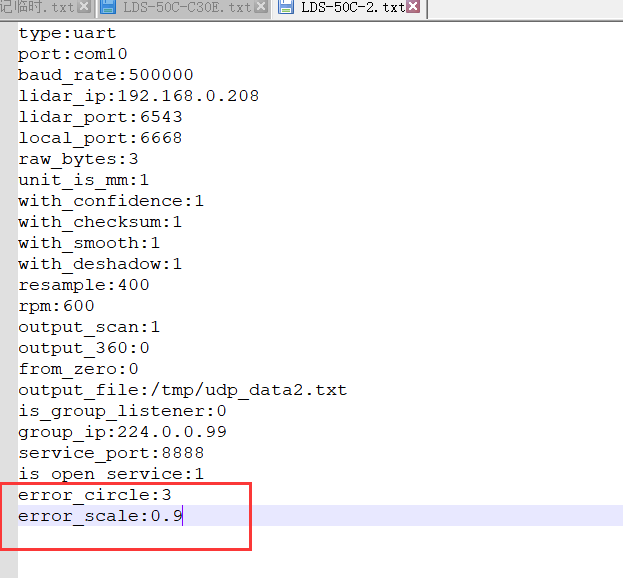 记临时.txt LDS-50C-C30E.txt LDS-50C-2.txt
type:uart
port:com10
baud_rate:500000
lidar_ip:192.168.0.208
lidar_port:6543
local_port:6668
raw_bytes:3
unit_is_mm:1
with_confidence:1
with_checksum:1
with_smooth:1
with_deshadow:1
resample:400
rpm:600
output_scan:1
output_360:0
from_zero:0
output_file:/tmp/udp_data2.txt
is_group_listener:0
group_ip:224.0.0.99
service_port:8888
is_open_service:1
error_circle:3
error_scale:0.9